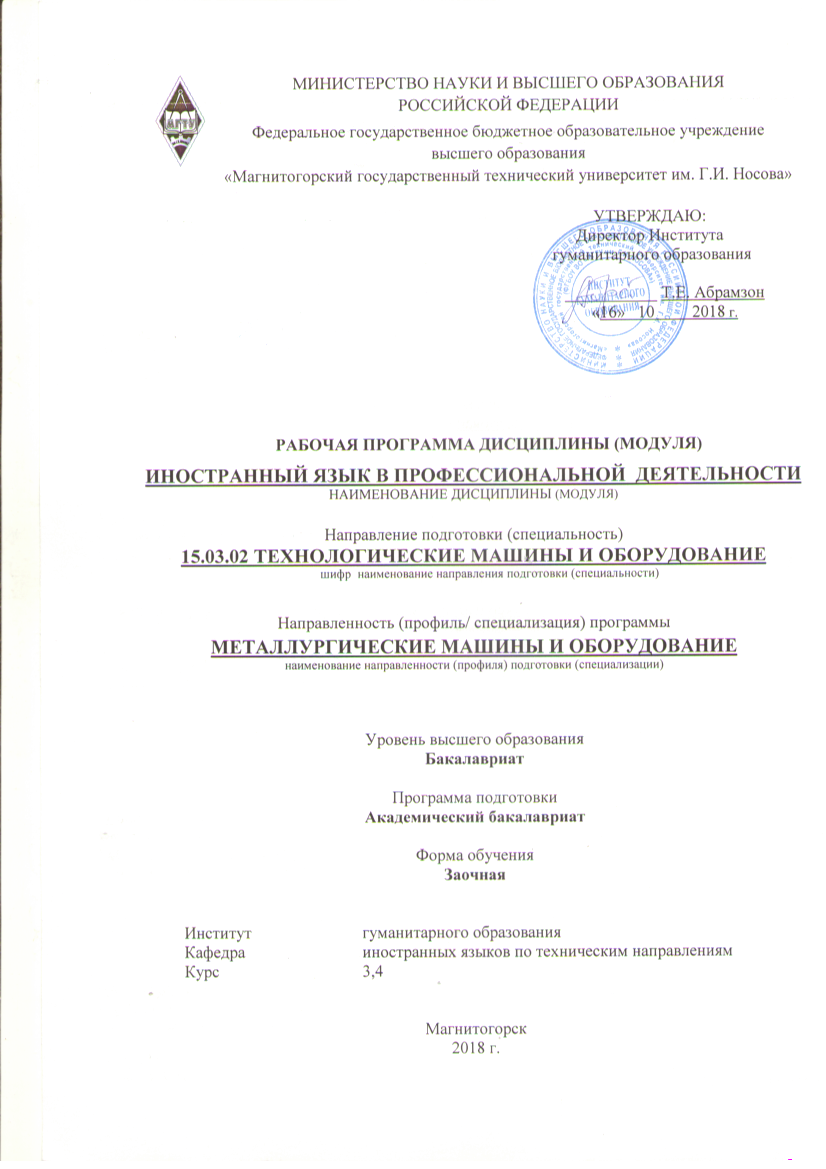 МИНИСТЕРСТВО НАУКИ И ВЫСШЕГО ОБРАЗОВАНИЯ
РОССИЙСКОЙ ФЕДЕРАЦИИ
Федеральное государственное бюджетное образовательное учреждение
высшего образования
«Магнитогорский государственный технический университет им. Г.И. Носова»
МГТУ
УТВЕРЖДАЮ:
Директор Института
гуманитарного образования
Т.Е. Абрамзон
«16» 10 2018 г.
ИНСТИТУТ
ГУМАНИТАРНОГО
ОБРАЗОВАНИЯ
РАБОЧАЯ ПРОГРАММА ДИСЦИПЛИНЫ (МОДУЛЯ)
ИНОСТРАННЫЙ ЯЗЫК В ПРОФЕССИОНАЛЬНОЙ ДЕЯТЕЛЬНОСТИ
НАИМЕНОВАНИЕ ДИСЦИПЛИНЫ (МОДУЛЯ)
Направление подготовки (специальность)
15.03.02 ТЕХНОЛОГИЧЕСКИЕ МАШИНЫ И ОБОРУДОВАНИЕ
шифр наименование направления подготовки (специальности)
Направленность (профиль/ специализация) программы
МЕТАЛЛУРГИЧЕСКИЕ МАШИНЫ И ОБОРУДОВАНИЕ
наименование направленности (профиля) подготовки (специализации)
Уровень высшего образования
Бакалавриат
Программа подготовки
Академический бакалавриат
Форма обучения
Заочная
Институт гуманитарного образования
Кафедра иностранных языков по техническим направлениям
Курс 3,4
Магнитогорск
2018 г.